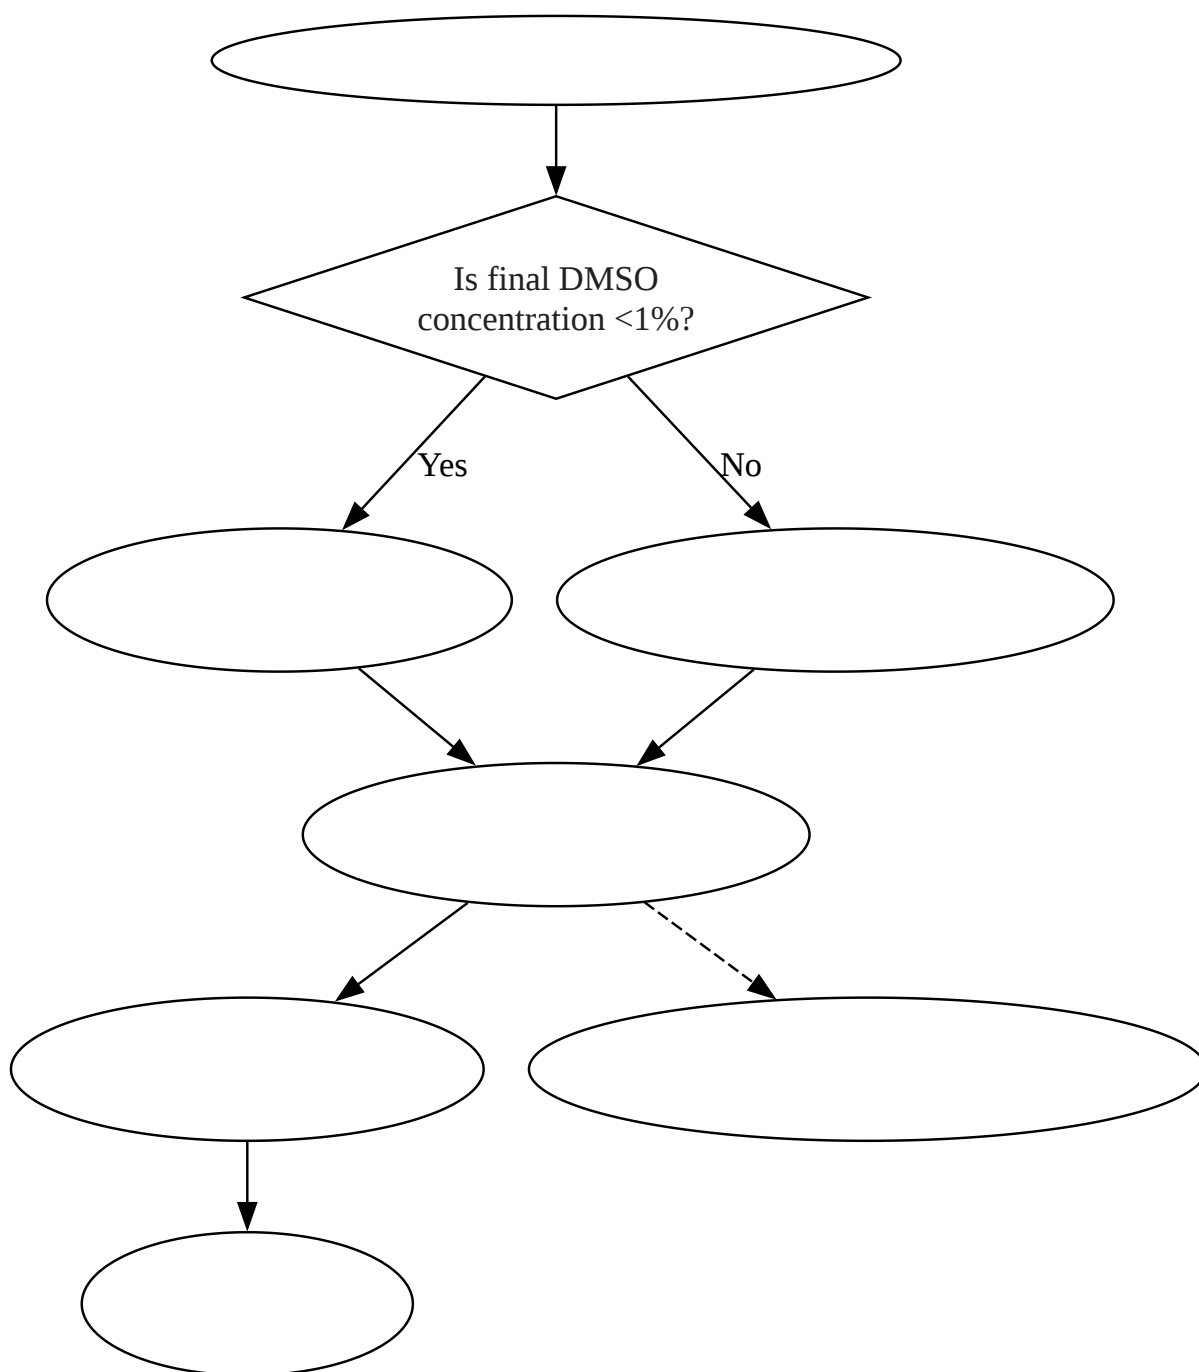 Is final DMSO
concentration <1%?
Yes
No